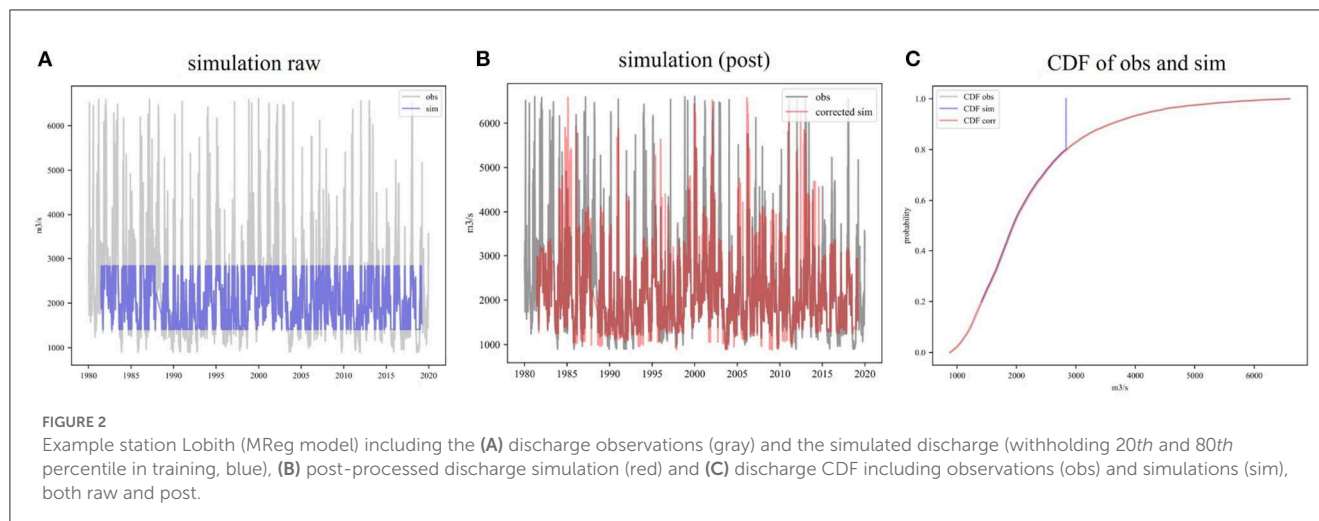 A
simulation raw
obs
sim
m3/s
6000
5000
4000
3000
2000
1000
1980 1985 1990 1995 2000 2005 2010 2015 2020
B
simulation (post)
obs
corrected sim
m3/s
6000
5000
4000
3000
2000
1000
1980 1985 1990 1995 2000 2005 2010 2015 2020
C
CDF of obs and sim
CDF obs
CDF sim
CDF corr
probability
1.0
0.8
0.6
0.4
0.2
0.0
1000 2000 3000 4000 5000 6000
m3/s
FIGURE 2
Example station Lobith (MReg model) including the (A) discharge observations (gray) and the simulated discharge (withholding 20th and 80th
percentile in training, blue), (B) post-processed discharge simulation (red) and (C) discharge CDF including observations (obs) and simulations (sim),
both raw and post.